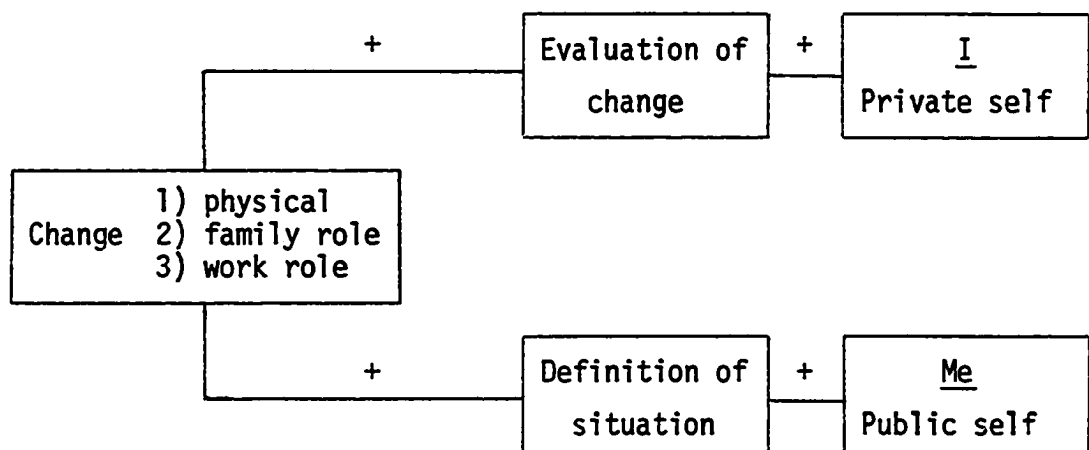 +
Evaluation of
change
+
I
Private self
Change 1) physical
2) family role
3) work role
+
Definition of
situation
+
Me
Public self